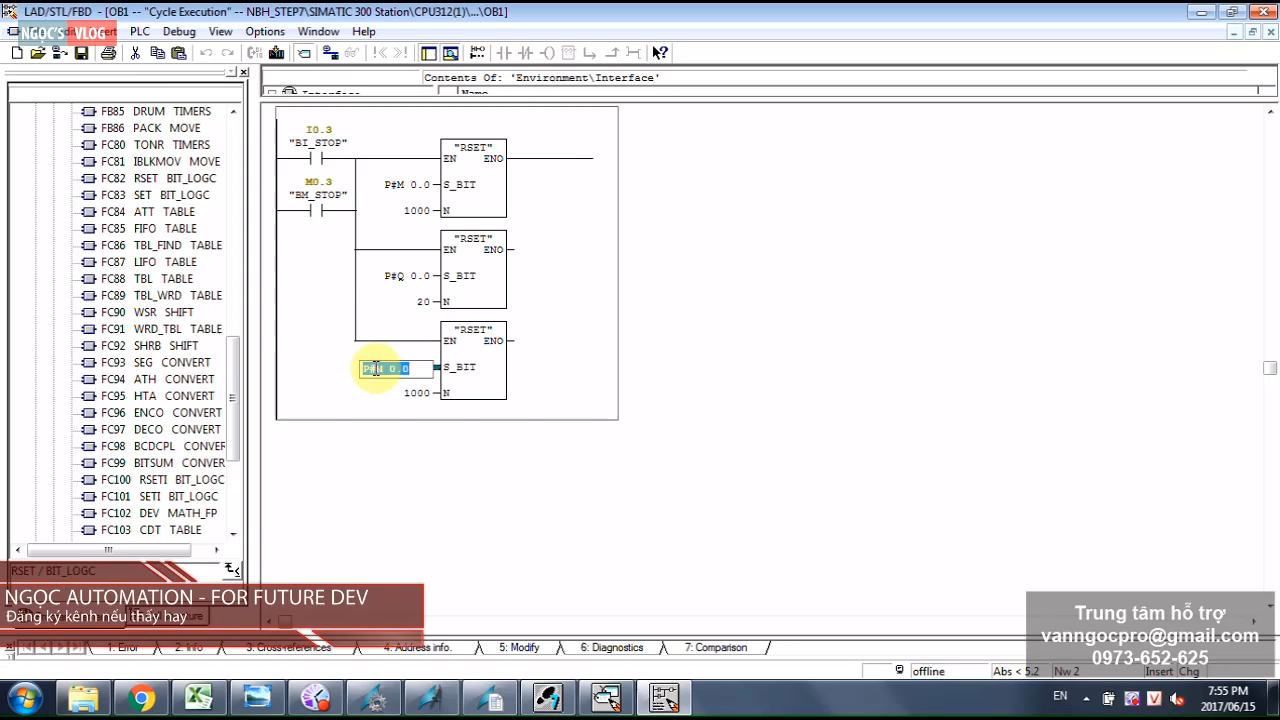 LAD/STL/FBD - [OB1 -- "Cycle Execution" -- NBH_STEP7\SIMATIC 300 Station\CPU312(1)\...\OB1]
NGỌC'S VLOG
PLC Debug View Options Window Help
Contents Of: 'Environment\Interface'
Interface Name
FB85 DRUM TIMERS
FB86 PACK MOVE
FC80 TONR TIMERS
FC81 IBLKMOV MOVE
FC82 RSET BIT_LOGC
FC83 SET BIT_LOGC
FC84 ATT TABLE
FC85 FIFO TABLE
FC86 TBL_FIND TABLE
FC87 LIFO TABLE
FC88 TBL TABLE
FC89 TBL_WRD TABLE
FC90 WSR SHIFT
FC91 WRD_TBL TABLE
FC92 SHRB SHIFT
FC93 SEG CONVERT
FC94 ATH CONVERT
FC95 HTA CONVERT
FC96 ENCO CONVERT
FC97 DECO CONVERT
FC98 BCDCPL CONVER
FC99 BITSUM CONVER
FC100 RSETI BIT_LOGC
FC101 SETI BIT_LOGC
FC102 DEV MATH_FP
FC103 CDT TABLE
RSET / BIT_LOGC
I0.3
"BI_STOP"
M0.3
"BM_STOP"
"RSET"
EN ENO
P#M 0.0 S_BIT
1000 N
"RSET"
EN ENO
P#Q 0.0 S_BIT
20 N
"RSET"
EN ENO
P#M 0.0 S_BIT
1000 N
NGỌC AUTOMATION - FOR FUTURE DEV
Đăng ký kênh nếu thấy hay
Trung tâm hỗ trợ
vanngocpro@gmail.com
0973-652-625
1: Error 2: Info 3: Cross-references 4: Address info. 5: Modify 6: Diagnostics 7: Comparison
offline Abs < 5.2 Nw 2 Insert Chg
EN 7:55 PM
2017/06/15